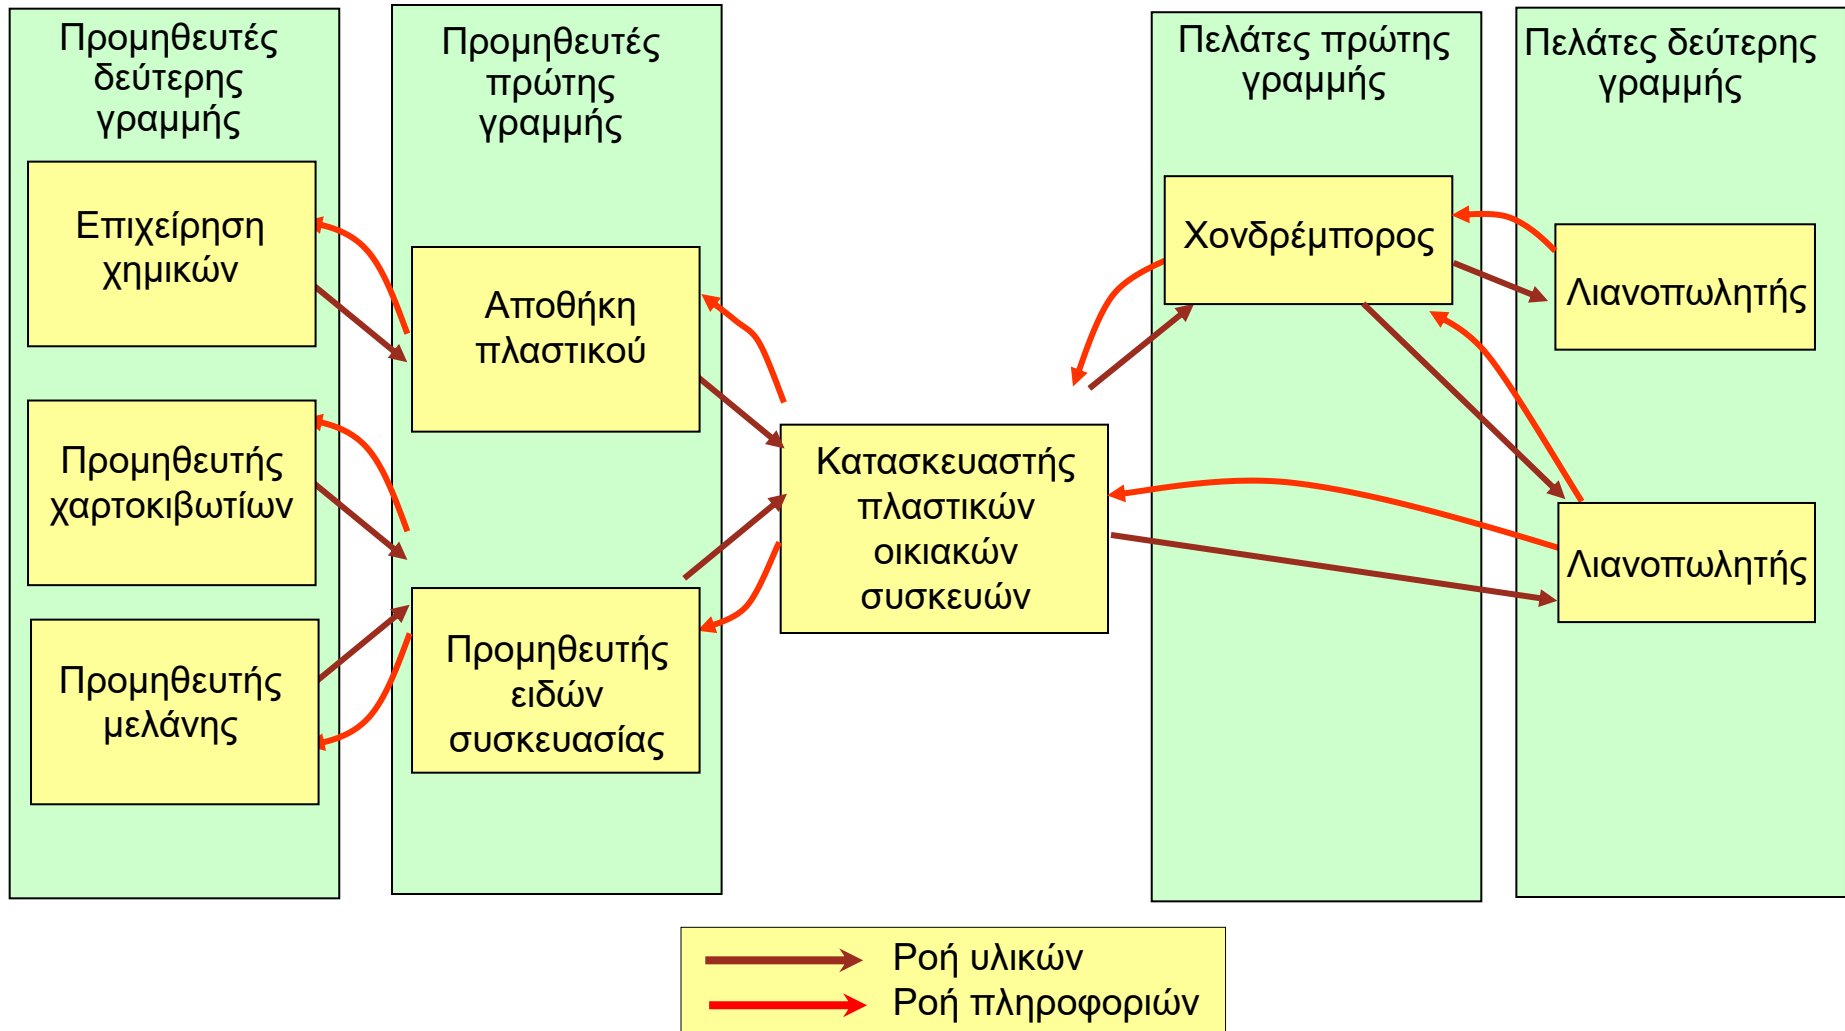 Προμηθευτές
δεύτερης
γραμμής
Επιχείρηση
χημικών
Προμηθευτής
χαρτοκιβωτίων
Προμηθευτής
μελάνης
Προμηθευτές
πρώτης
γραμμής
Αποθήκη
πλαστικού
Προμηθευτής
ειδών
συσκευασίας
Κατασκευαστής
πλαστικών
οικιακών
συσκευών
Πελάτες πρώτης
γραμμής
Χονδρέμπορος
Πελάτες δεύτερης
γραμμής
Λιανοπωλητής
Λιανοπωλητής
Ροή υλικών
Ροή πληροφοριών